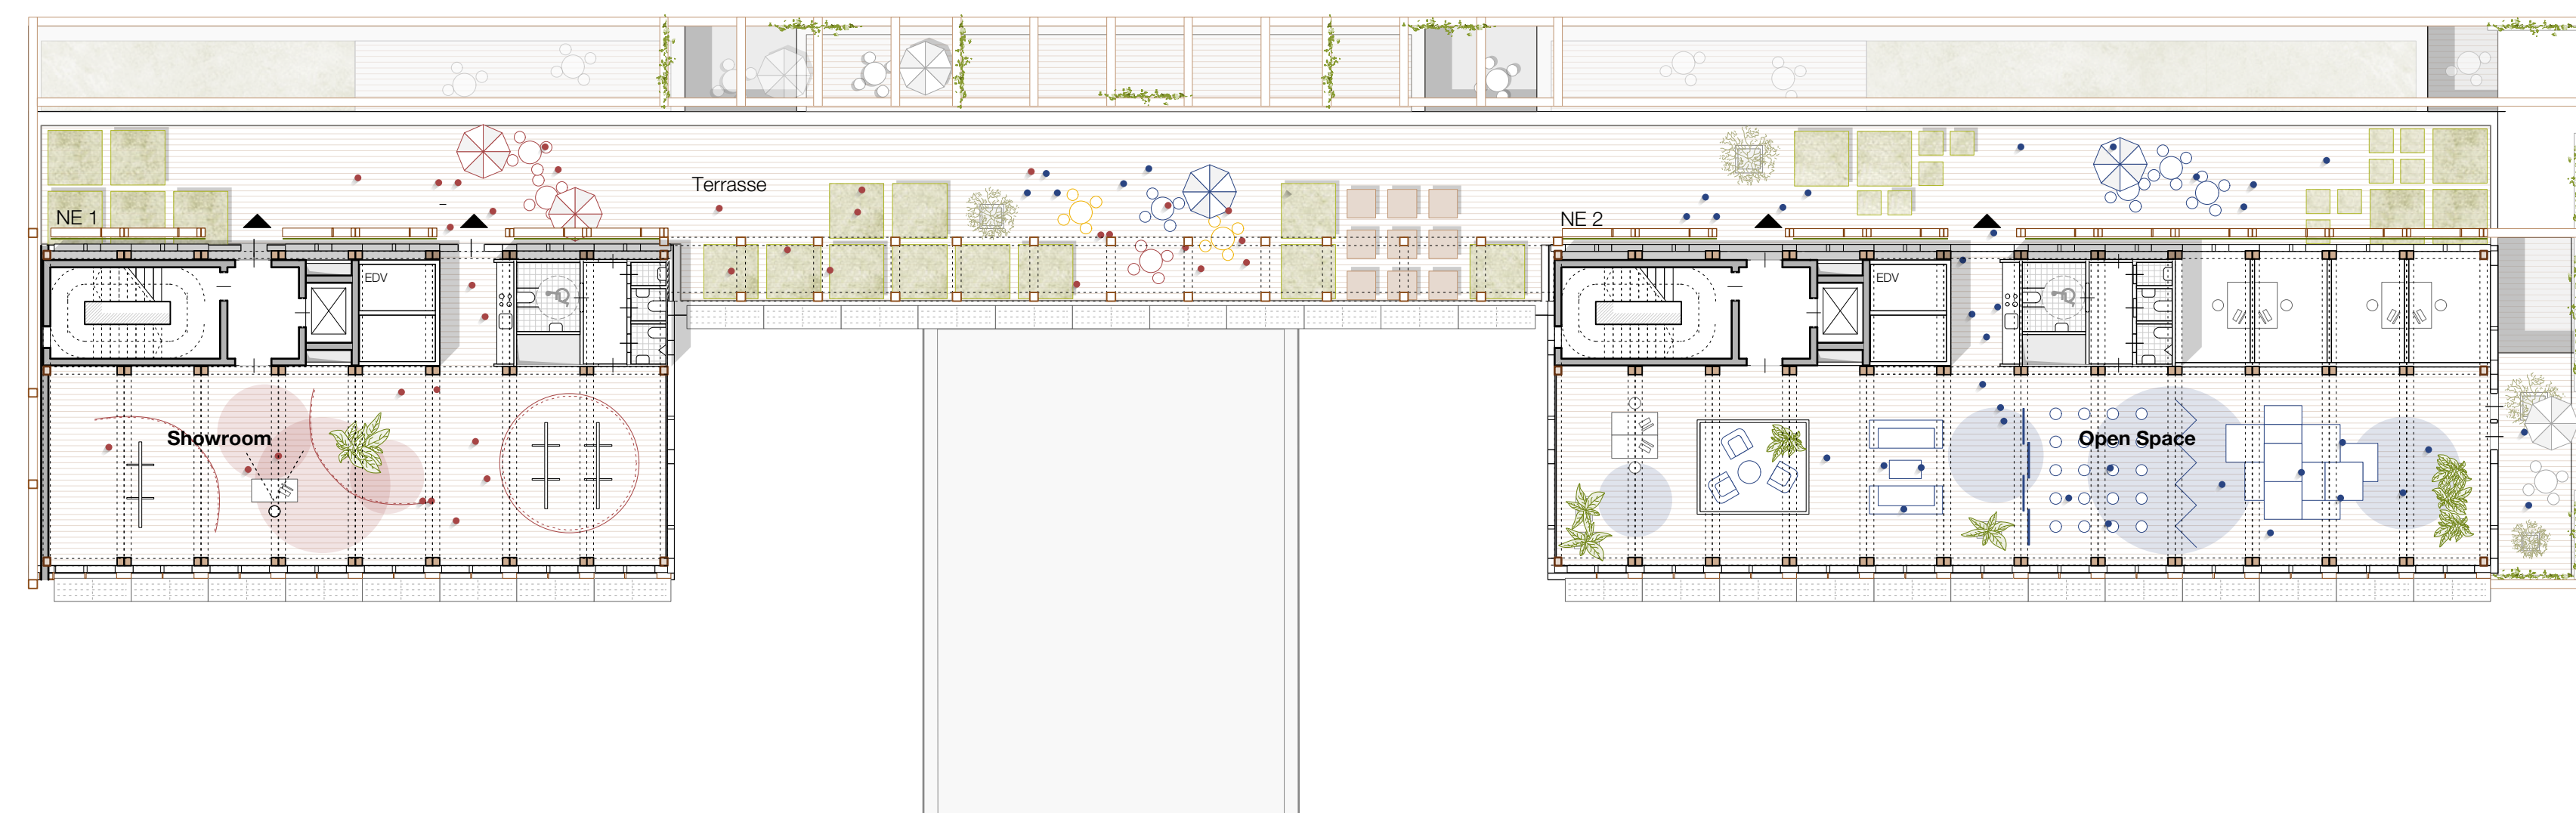 Terrasse
NE 1
NE 2
EDV
EDV
Showroom
Open Space